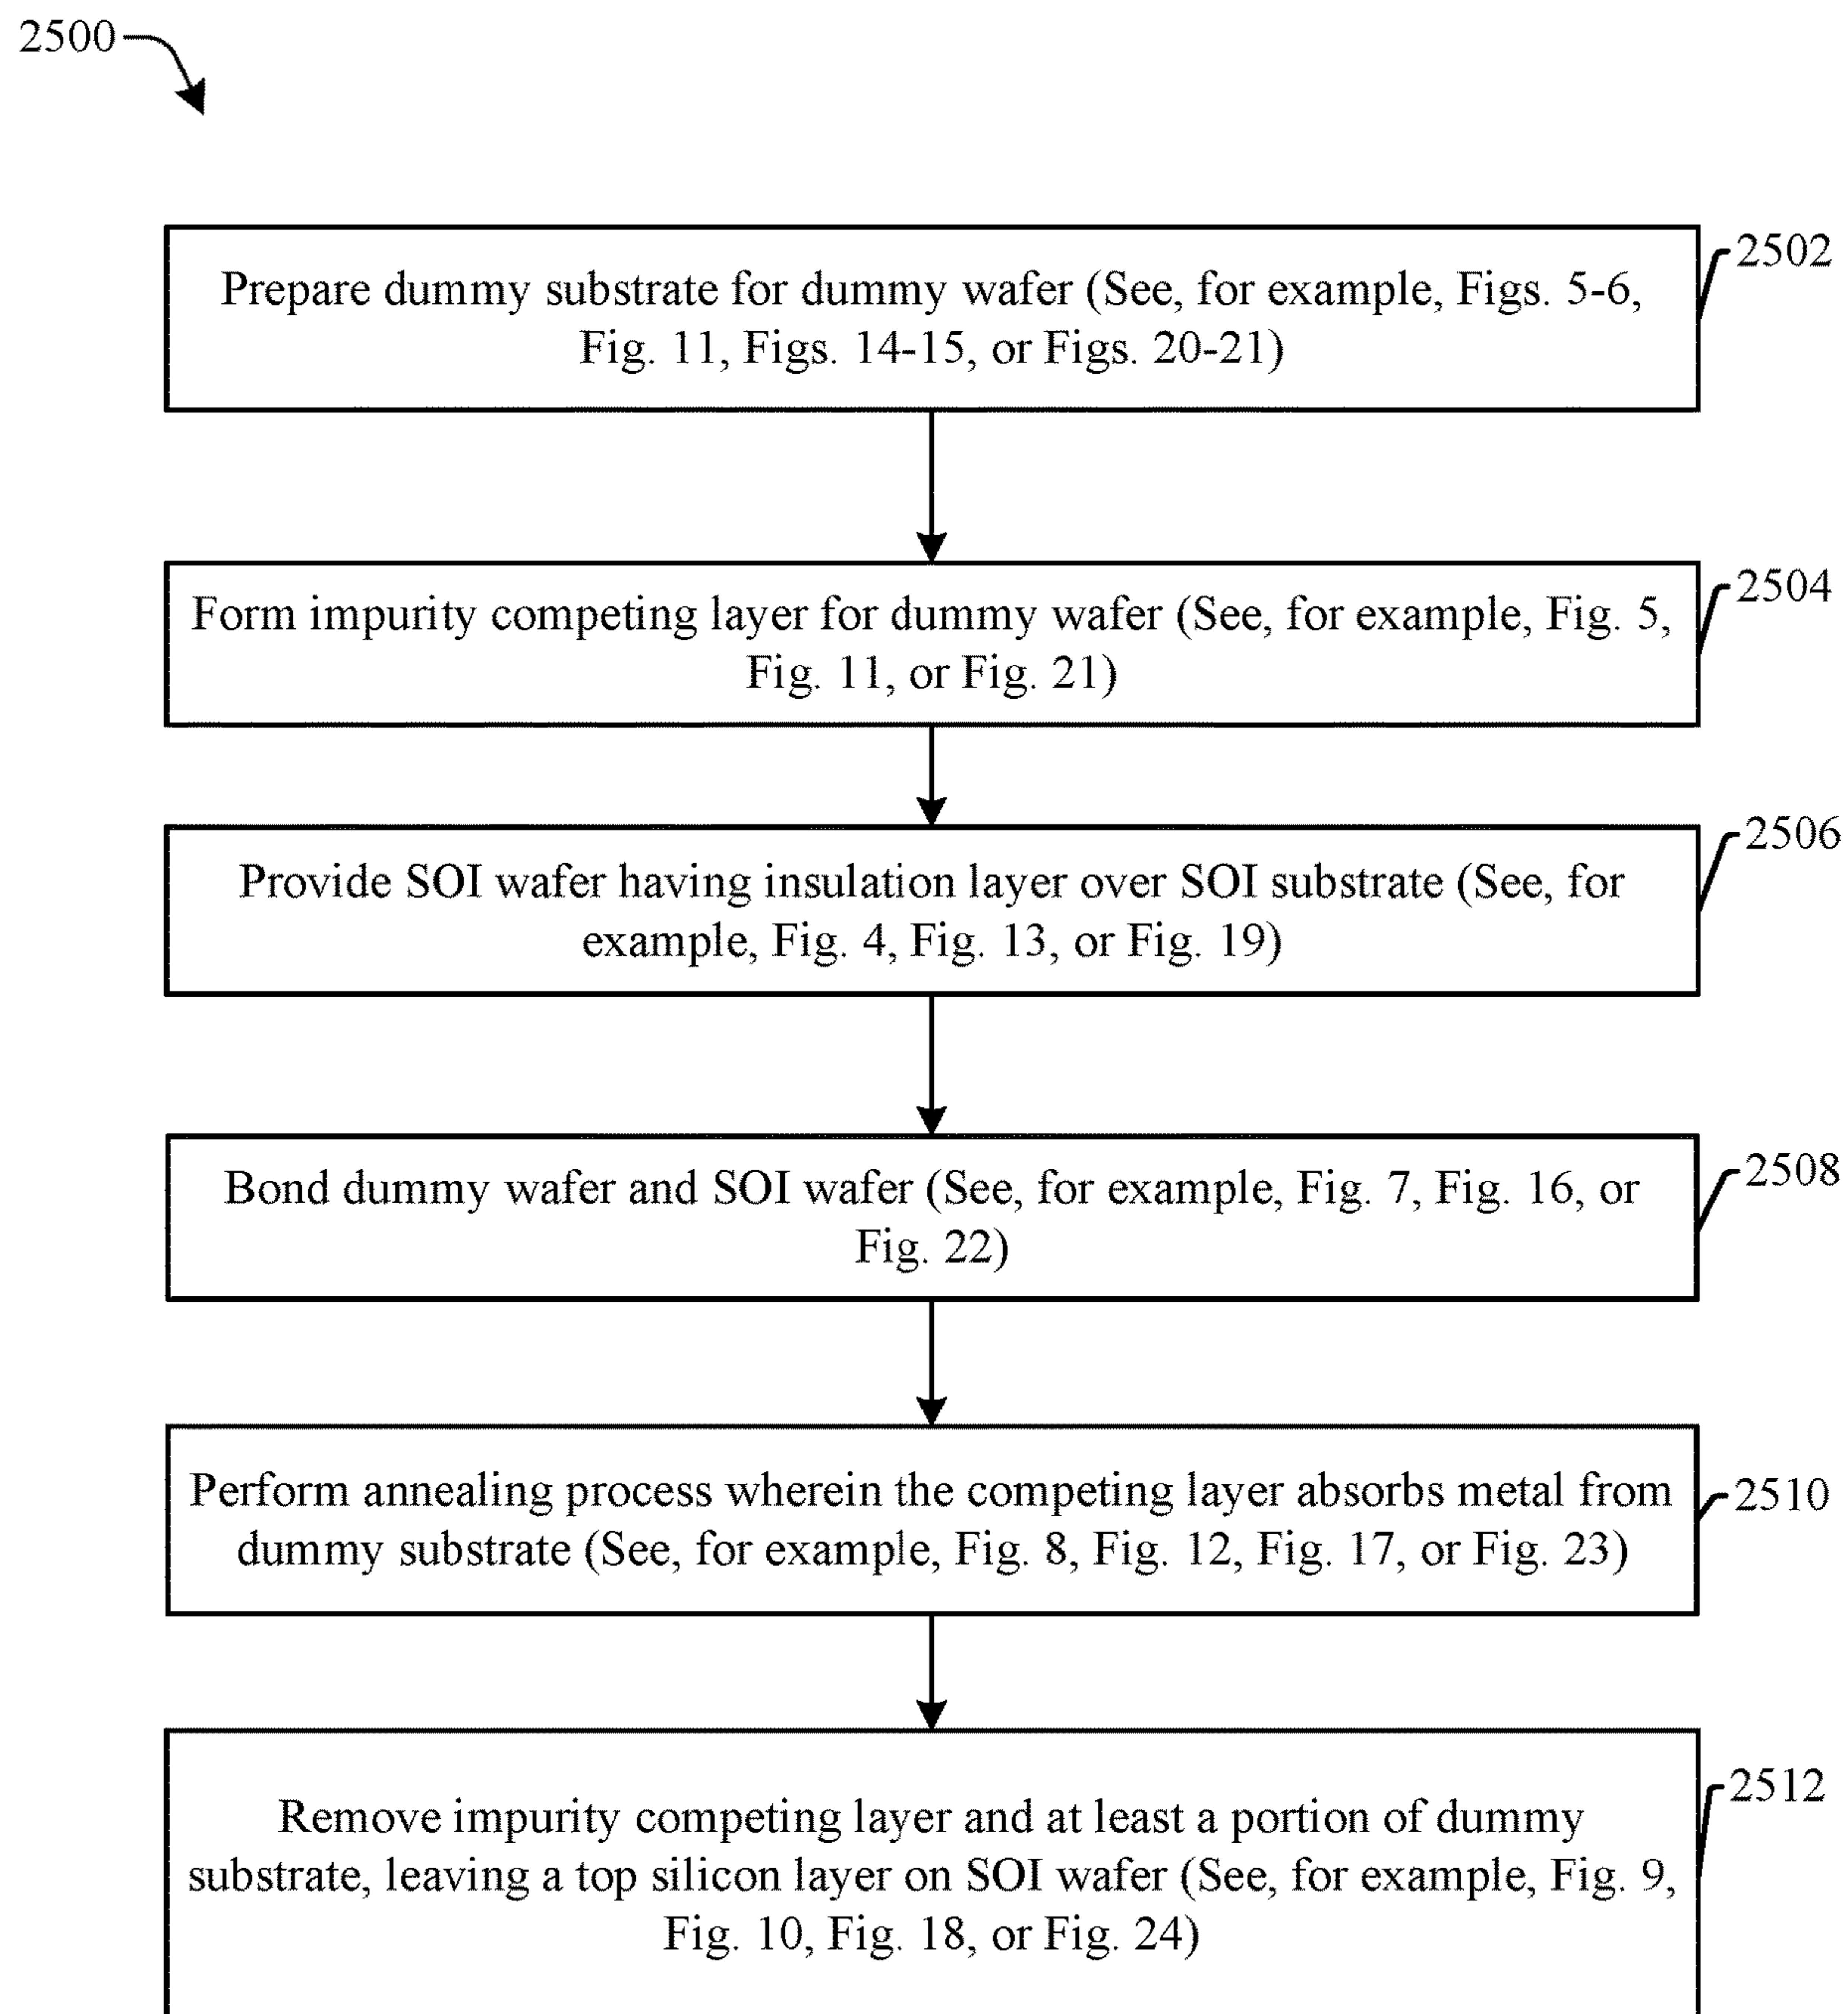 2500
Prepare dummy substrate for dummy wafer (See, for example, Figs. 5-6,
Fig. 11, Figs. 14-15, or Figs. 20-21)
2502
Form impurity competing layer for dummy wafer (See, for example, Fig. 5,
Fig. 11, or Fig. 21)
2504
Provide SOI wafer having insulation layer over SOI substrate (See, for
example, Fig. 4, Fig. 13, or Fig. 19)
2506
Bond dummy wafer and SOI wafer (See, for example, Fig. 7, Fig. 16, or
Fig. 22)
2508
Perform annealing process wherein the competing layer absorbs metal from
dummy substrate (See, for example, Fig. 8, Fig. 12, Fig. 17, or Fig. 23)
2510
Remove impurity competing layer and at least a portion of dummy
substrate, leaving a top silicon layer on SOI wafer (See, for example, Fig. 9,
Fig. 10, Fig. 18, or Fig. 24)
2512